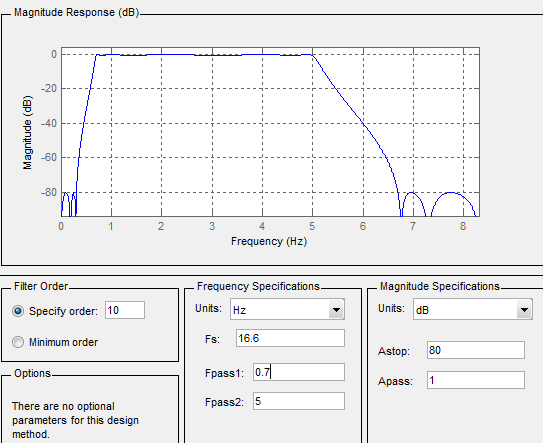 Magnitude Response (dB)
0
-20
-40
-60
-80
Magnitude (dB)
0 1 2 3 4 5 6 7 8
Frequency (Hz)
Filter Order
Specify order: 10
Minimum order
Options
There are no optional
parameters for this design
method.
Frequency Specifications
Units: Hz
Fs: 16.6
Fpass1: 0.7
Fpass2: 5
Magnitude Specifications
Units: dB
Astop: 80
Apass: 1